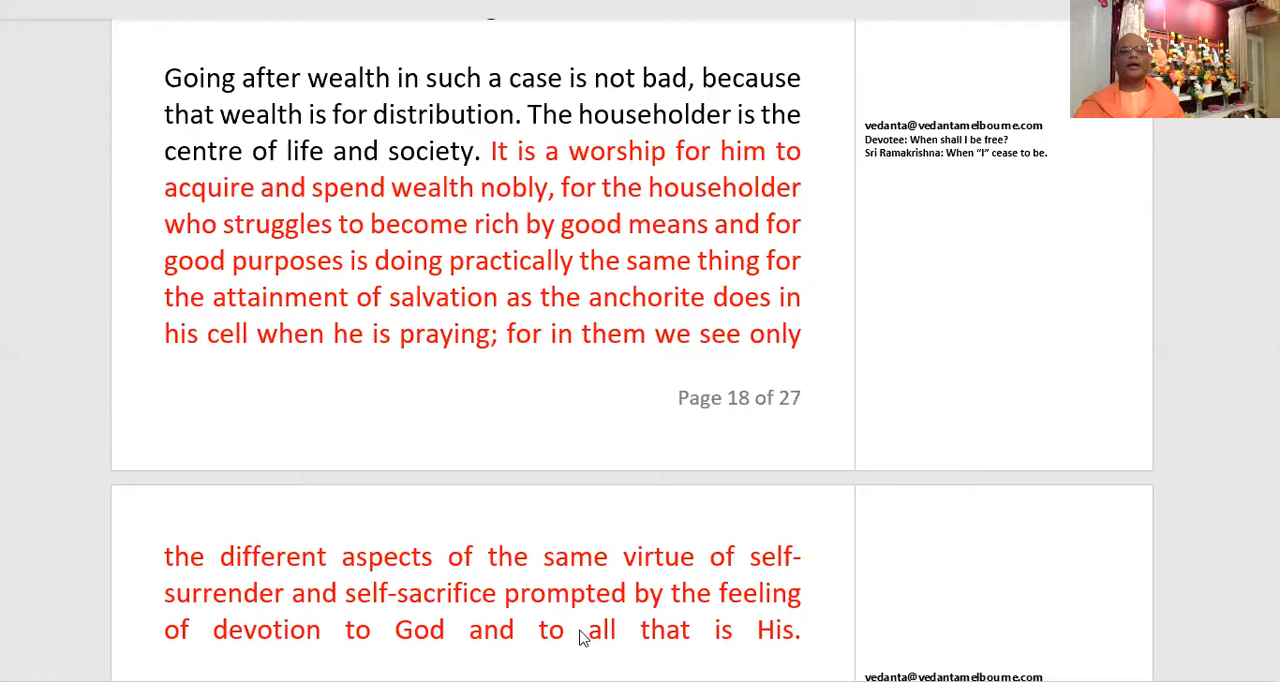 Going after wealth in such a case is not bad, because
that wealth is for distribution. The householder is the
centre of life and society. It is a worship for him to
acquire and spend wealth nobly, for the householder
who struggles to become rich by good means and for
good purposes is doing practically the same thing for
the attainment of salvation as the anchorite does in
his cell when he is praying; for in them we see only
Page 18 of 27
the different aspects of the same virtue of self-
surrender and self-sacrifice prompted by the feeling
of devotion to God and to all that is His.
vedanta@vedantamelbourne.com
Devotee: When shall I be free?
Sri Ramakrishna: When “I” cease to be.
vedanta@vedantamelbourne.com